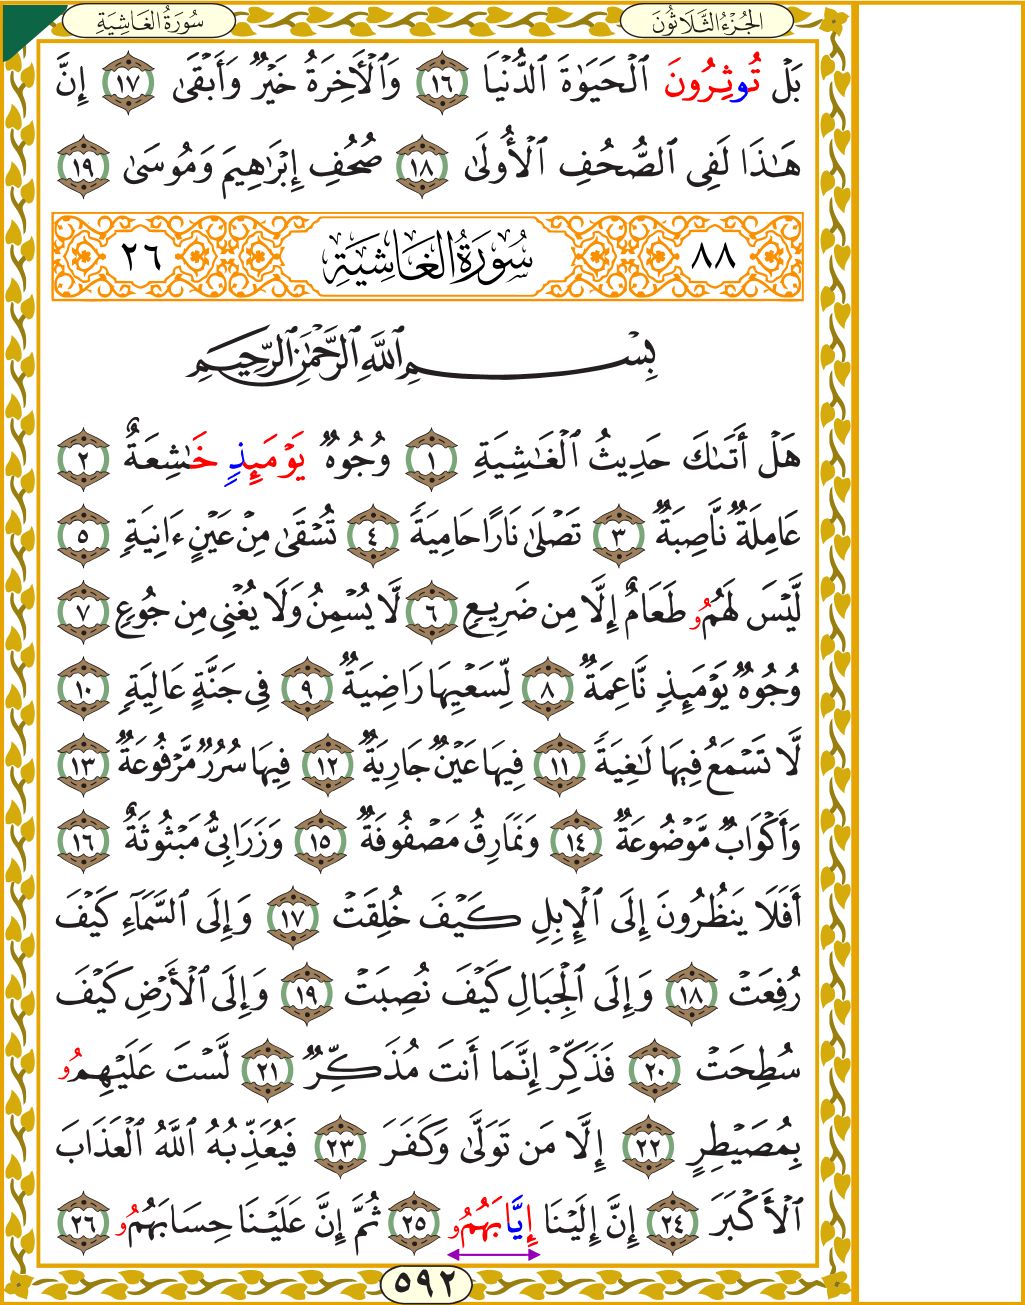 سُورَةُ الغَاشِيَةِ
الجُزْءُ الثَّلَاثُونَ
بَلْ تُوثِرُونَ ٱلْحَيَوٰةَ ٱلدُّنْيَا ١٦ وَٱلْأَخِرَةُ خَيْرٌ وَأَبْقَىٰ ١٧ إِنَّ
هَٰذَا لَفِى ٱلصُّحُفِ ٱلْأُولَىٰ ١٨ صُحُفِ إِبْرَٰهِيمَ وَمُوسَىٰ ١٩
٨٨ سُورَةُ الغَاشِيَةِ ٢٦
بِسْمِ ٱللَّهِ ٱلرَّحْمَٰنِ ٱلرَّحِيمِ
هَلْ أَتَىٰكَ حَدِيثُ ٱلْغَٰشِيَةِ ١ وُجُوهٌ يَوْمَئِذٍ خَٰشِعَةٌ ٢
عَامِلَةٌ نَّاصِبَةٌ ٣ تَصْلَىٰ نَارًا حَامِيَةً ٤ تُسْقَىٰ مِنْ عَيْنٍ ءَانِيَةٍ ٥
لَّيْسَ لَهُمُۥ طَعَامٌ إِلَّا مِن ضَرِيعٍ ٦ لَّا يُسْمِنُ وَلَا يُغْنِى مِن جُوعٍ ٧
وُجُوهٌ يَوْمَئِذٍ نَّاعِمَةٌ ٨ لِّسَعْيِهَا رَاضِيَةٌ ٩ فِى جَنَّةٍ عَالِيَةٍ ١٠
لَّا تَسْمَعُ فِيهَا لَٰغِيَةً ١١ فِيهَا عَيْنٌ جَارِيَةٌ ١٢ فِيهَا سُرُرٌ مَّرْفُوعَةٌ ١٣
وَأَكْوَابٌ مَّوْضُوعَةٌ ١٤ وَنَمَارِقُ مَصْفُوفَةٌ ١٥ وَزَرَابِىُّ مَبْثُوثَةٌ ١٦
أَفَلَا يَنظُرُونَ إِلَى ٱلْإِبِلِ كَيْفَ خُلِقَتْ ١٧ وَإِلَى ٱلسَّمَآءِ كَيْفَ
رُفِعَتْ ١٨ وَإِلَى ٱلْجِبَالِ كَيْفَ نُصِبَتْ ١٩ وَإِلَى ٱلْأَرْضِ كَيْفَ
سُطِحَتْ ٢٠ فَذَكِّرْ إِنَّمَا أَنتَ مُذَكِّرٌ ٢١ لَّسْتَ عَلَيْهِمُۥ
بِمُصَيْطِرٍ ٢٢ إِلَّا مَن تَوَلَّىٰ وَكَفَرَ ٢٣ فَيُعَذِّبُهُ ٱللَّهُ ٱلْعَذَابَ
ٱلْأَكْبَرَ ٢٤ إِنَّ إِلَيْنَا إِيَّابَهُمُۥ ٢٥ ثُمَّ إِنَّ عَلَيْنَا حِسَابَهُمُۥ ٢٦
٥٩٢